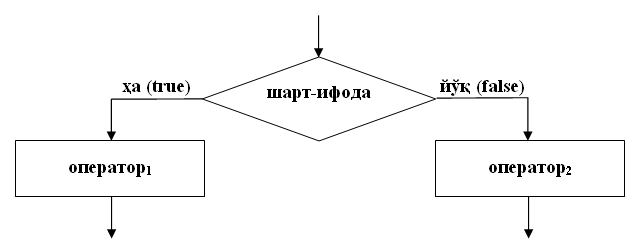 ҳа (true)
шарт-ифода
йўқ (false)
оператор₁
оператор₂